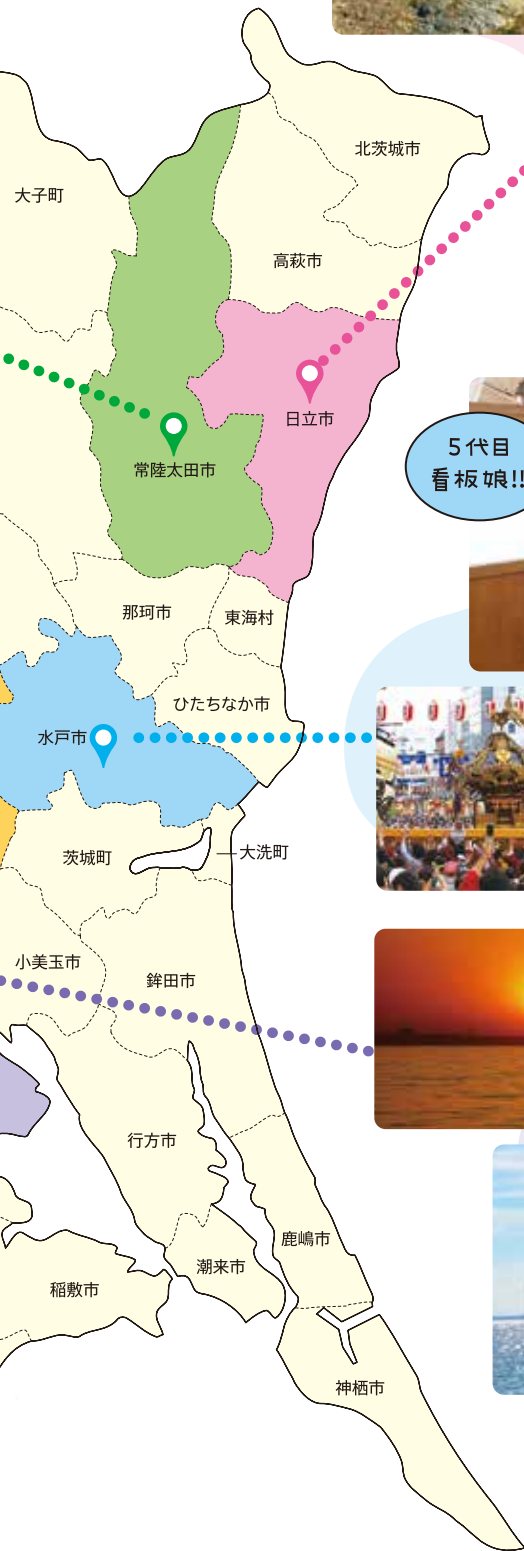 北茨城市
大子町
高萩市
日立市
5代目
看板娘!!
常陸太田市
那珂市
東海村
ひたちなか市
水戸市
茨城町
大洗町
小美玉市
鉾田市
行方市
鹿嶋市
潮来市
稲敷市
神栖市